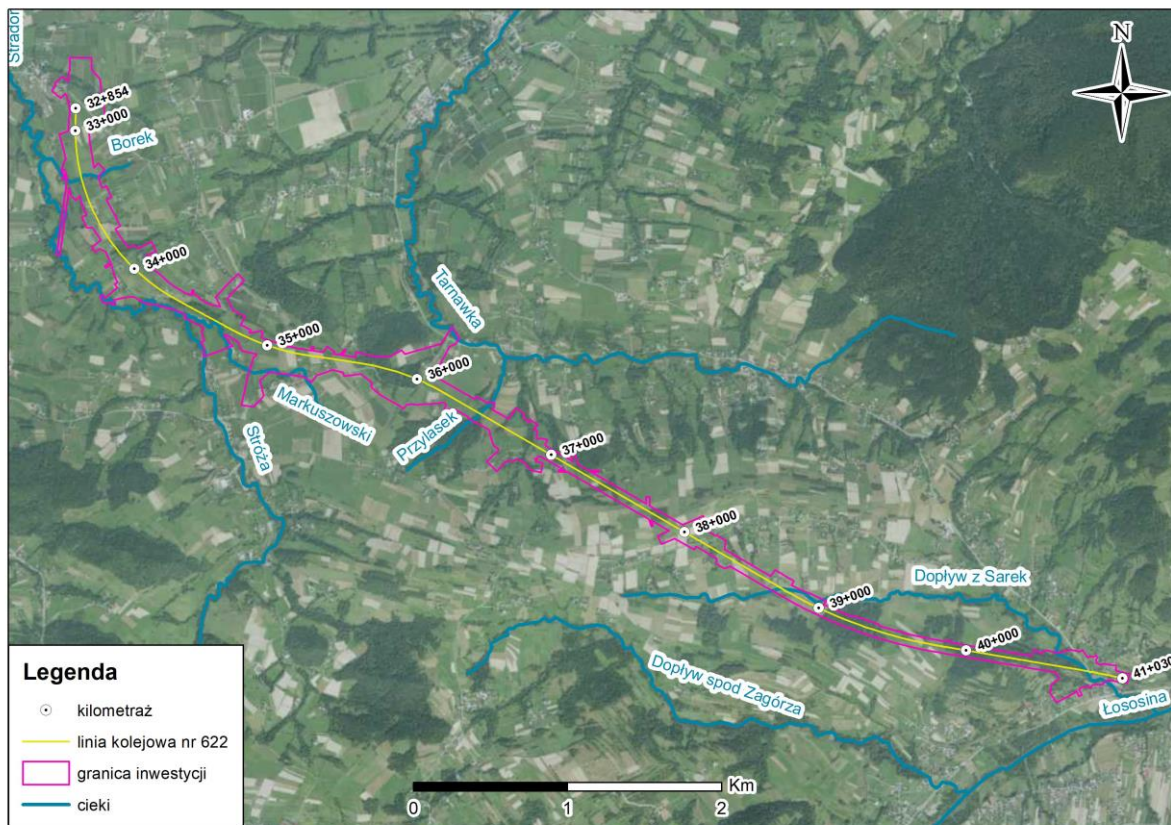 Stradom
N
32+854
33+000
Borek
34+000
Tarnawka
35+000
36+000
Markuszowski
Przylasek
Stróża
37+000
38+000
Dopływ z Sarek
39+000
40+000
Dopływ spod Zagórza
41+030
Łososina
Legenda
kilometraż
linia kolejowa nr 622
granica inwestycji
cieki
Km
0
1
2